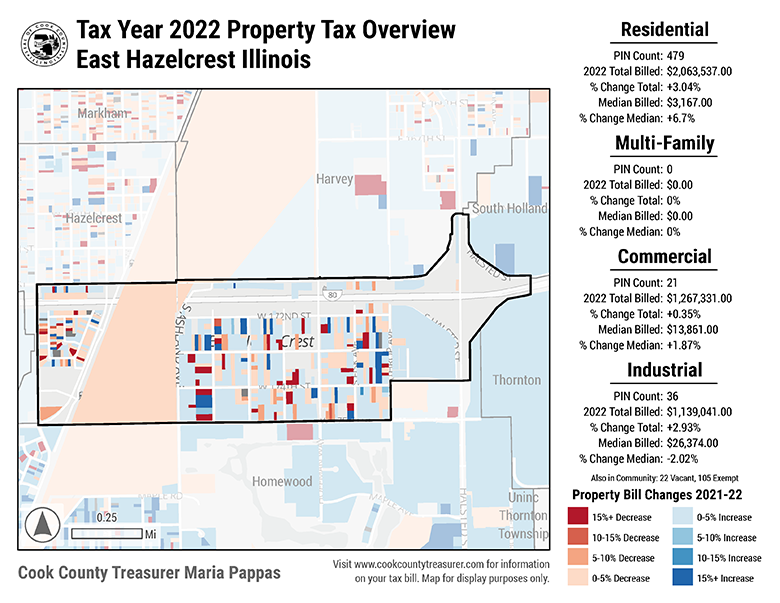 Tax Year 2022 Property Tax Overview
East Hazelcrest Illinois
Residential
PIN Count: 479
2022 Total Billed: $2,063,537.00
% Change Total: +3.04%
Median Billed: $3,167.00
% Change Median: +6.7%
Multi-Family
PIN Count: 0
2022 Total Billed: $0.00
% Change Total: 0%
Median Billed: $0.00
% Change Median: 0%
Commercial
PIN Count: 21
2022 Total Billed: $1,267,331.00
% Change Total: +0.35%
Median Billed: $13,861.00
% Change Median: +1.87%
Industrial
PIN Count: 36
2022 Total Billed: $1,139,041.00
% Change Total: +2.93%
Median Billed: $26,374.00
% Change Median: -2.02%
Also in Community: 22 Vacant, 105 Exempt
Property Bill Changes 2021-22
15%+ Decrease
10-15% Decrease
5-10% Decrease
0-5% Decrease
0-5% Increase
5-10% Increase
10-15% Increase
15%+ Increase
Markham
Harvey
Hazelcrest
South Holland
HALSTED ST
80
W 172ND ST
S ASHLAND AVE
Crest
W 174TH ST
Thornton
Homewood
MAPLE RD
Uninc
Thornton
Township
0.25
Mi
Cook County Treasurer Maria Pappas
Visit www.cookcountytreasurer.com for information
on your tax bill. Map for display purposes only.